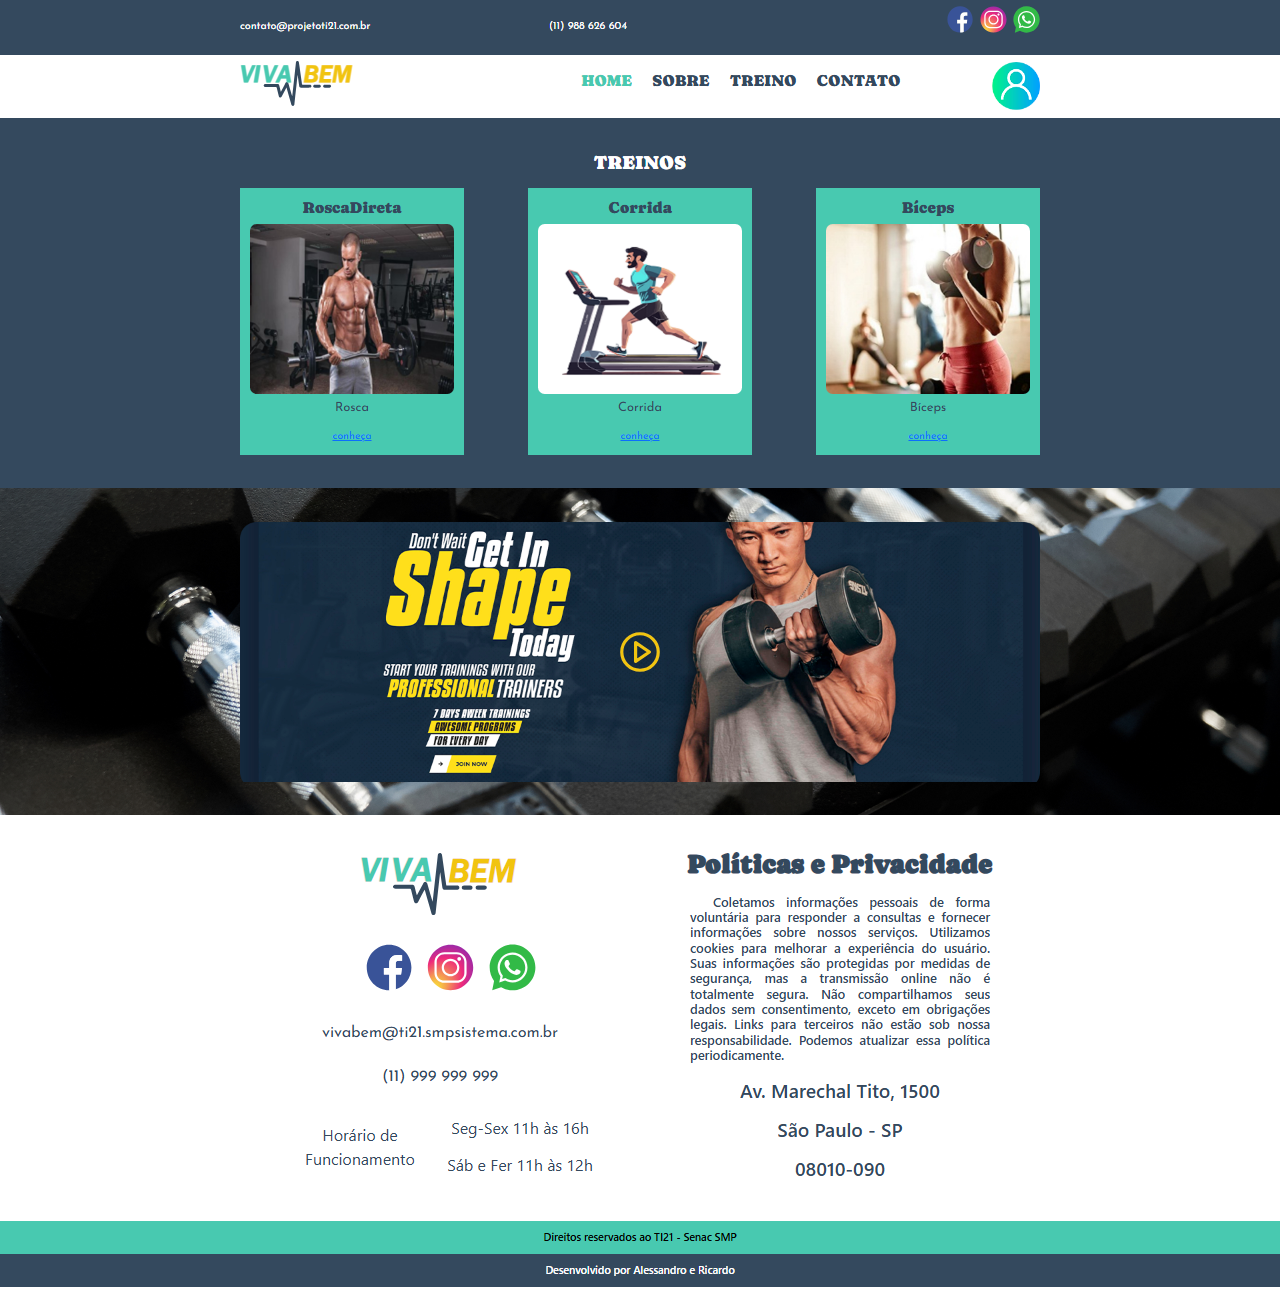 contato@projetoti21.com.br
(11) 988 626 604
VIVA BEM
HOME SOBRE TREINO CONTATO
TREINOS
RoscaDireta
Corrida
Bíceps
Rosca
Corrida
Bíceps
conheça
conheça
conheça
Don't Wait Get In
Shape
Today
START YOUR TRAININGS WITH OUR
PROFESSIONAL TRAINERS
7 DAYS AWEEK TRAININGS
AWESOME PROGRAMS
FOR EVERY DAY
JOIN NOW
VIVA BEM
vivabem@ti21.smpsistema.com.br
(11) 999 999 999
Horário de
Funcionamento
Seg-Sex 11h às 16h
Sáb e Fer 11h às 12h
Políticas e Privacidade
Coletamos informações pessoais de forma
voluntária para responder a consultas e fornecer
informações sobre nossos serviços. Utilizamos
cookies para melhorar a experiência do usuário.
Suas informações são protegidas por medidas de
segurança, mas a transmissão online não é
totalmente segura. Não compartilhamos seus
dados sem consentimento, exceto em obrigações
legais. Links para terceiros não estão sob nossa
responsabilidade. Podemos atualizar essa política
periodicamente.
Av. Marechal Tito, 1500
São Paulo - SP
08010-090
Direitos reservados ao TI21 - Senac SMP
Desenvolvido por Alessandro e Ricardo